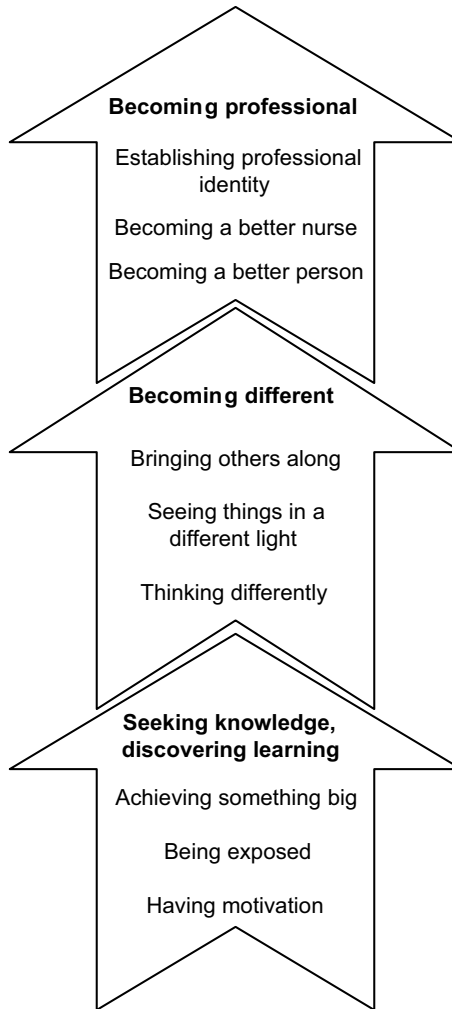 Becoming professional
Establishing professional
identity
Becoming a better nurse
Becoming a better person
Becoming different
Bringing others along
Seeing things in a
different light
Thinking differently
Seeking knowledge,
discovering learning
Achieving something big
Being exposed
Having motivation